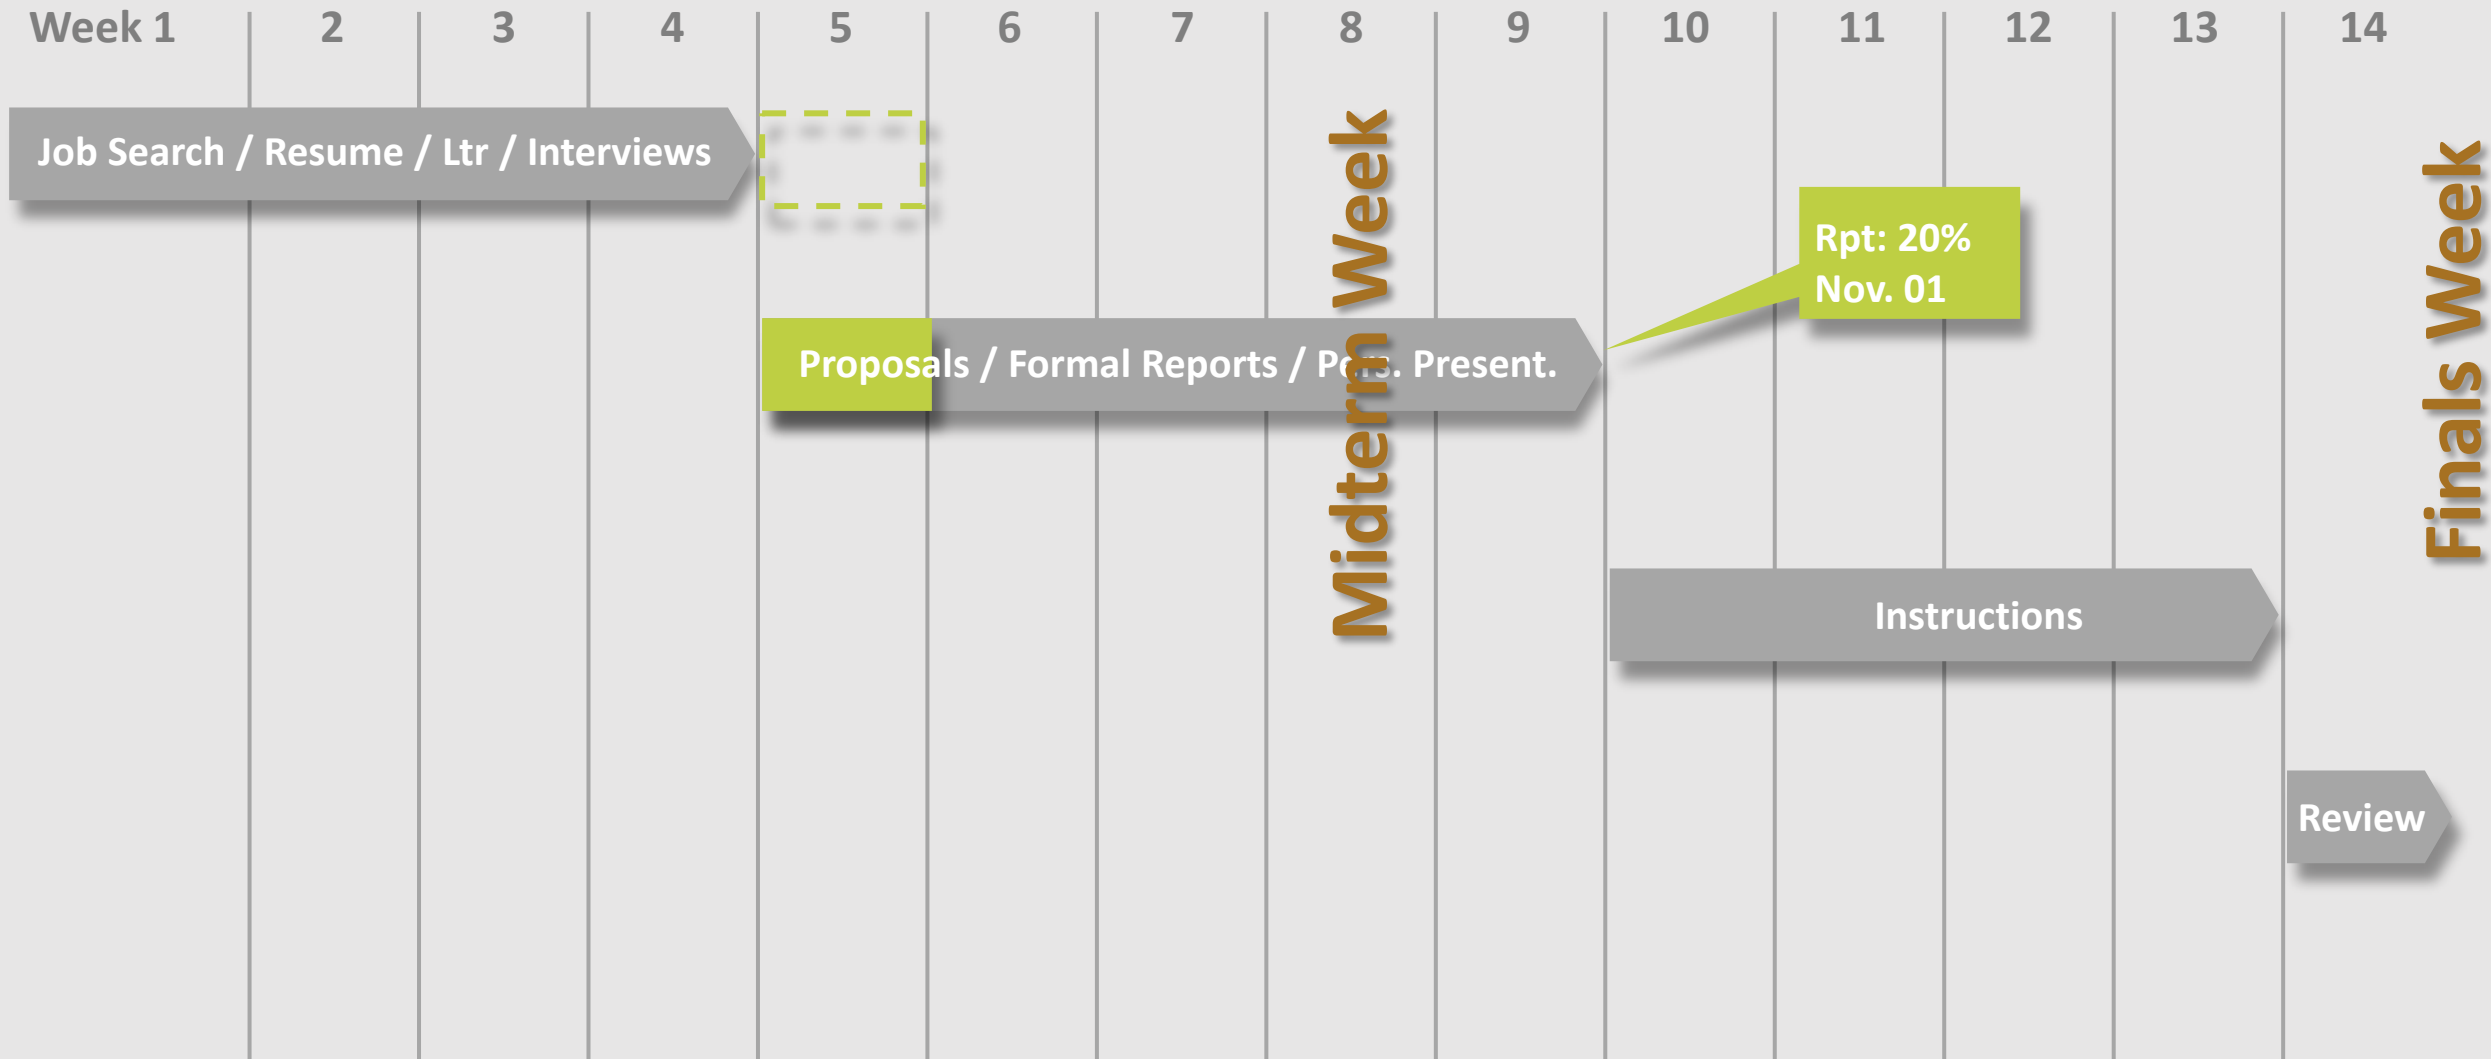 Week 1 2 3 4 5 6 7 8 9 10 11 12 13 14
Job Search / Resume / Ltr / Interviews
Rpt: 20%
Nov. 01
Proposals / Formal Reports / Pers. Present.
Midterm Week
Finals Week
Instructions
Review